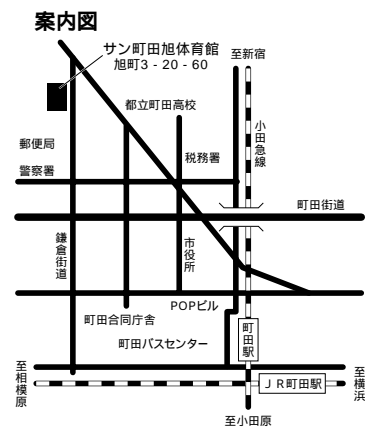 案内図
サン町田旭体育館
旭町3-20-60
至新宿
都立町田高校
小田急線
郵便局
税務署
警察署
町田街道
鎌倉街道
市役所
POPビル
町田合同庁舎
町田駅
町田バスセンター
至相模原
至横浜
JR町田駅
至小田原